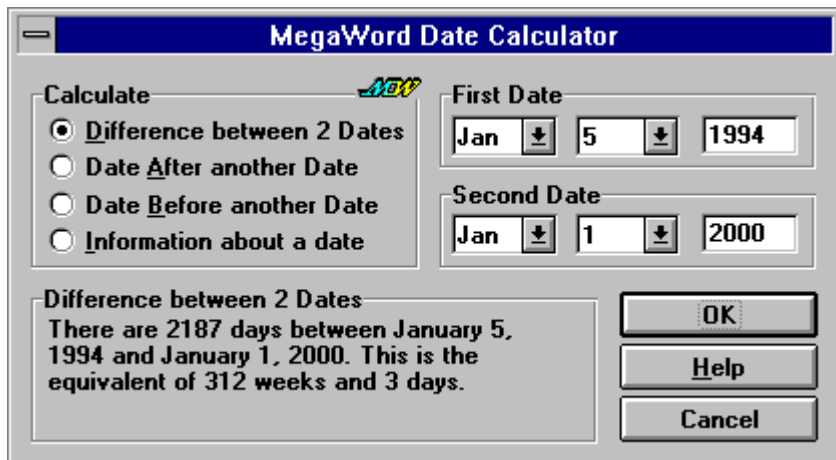 MegaWord Date Calculator
Calculate
NEW
Difference between 2 Dates
Date After another Date
Date Before another Date
Information about a date
First Date
Jan 5 1994
Second Date
Jan 1 2000
Difference between 2 Dates
There are 2187 days between January 5,
1994 and January 1, 2000. This is the
equivalent of 312 weeks and 3 days.
OK
Help
Cancel